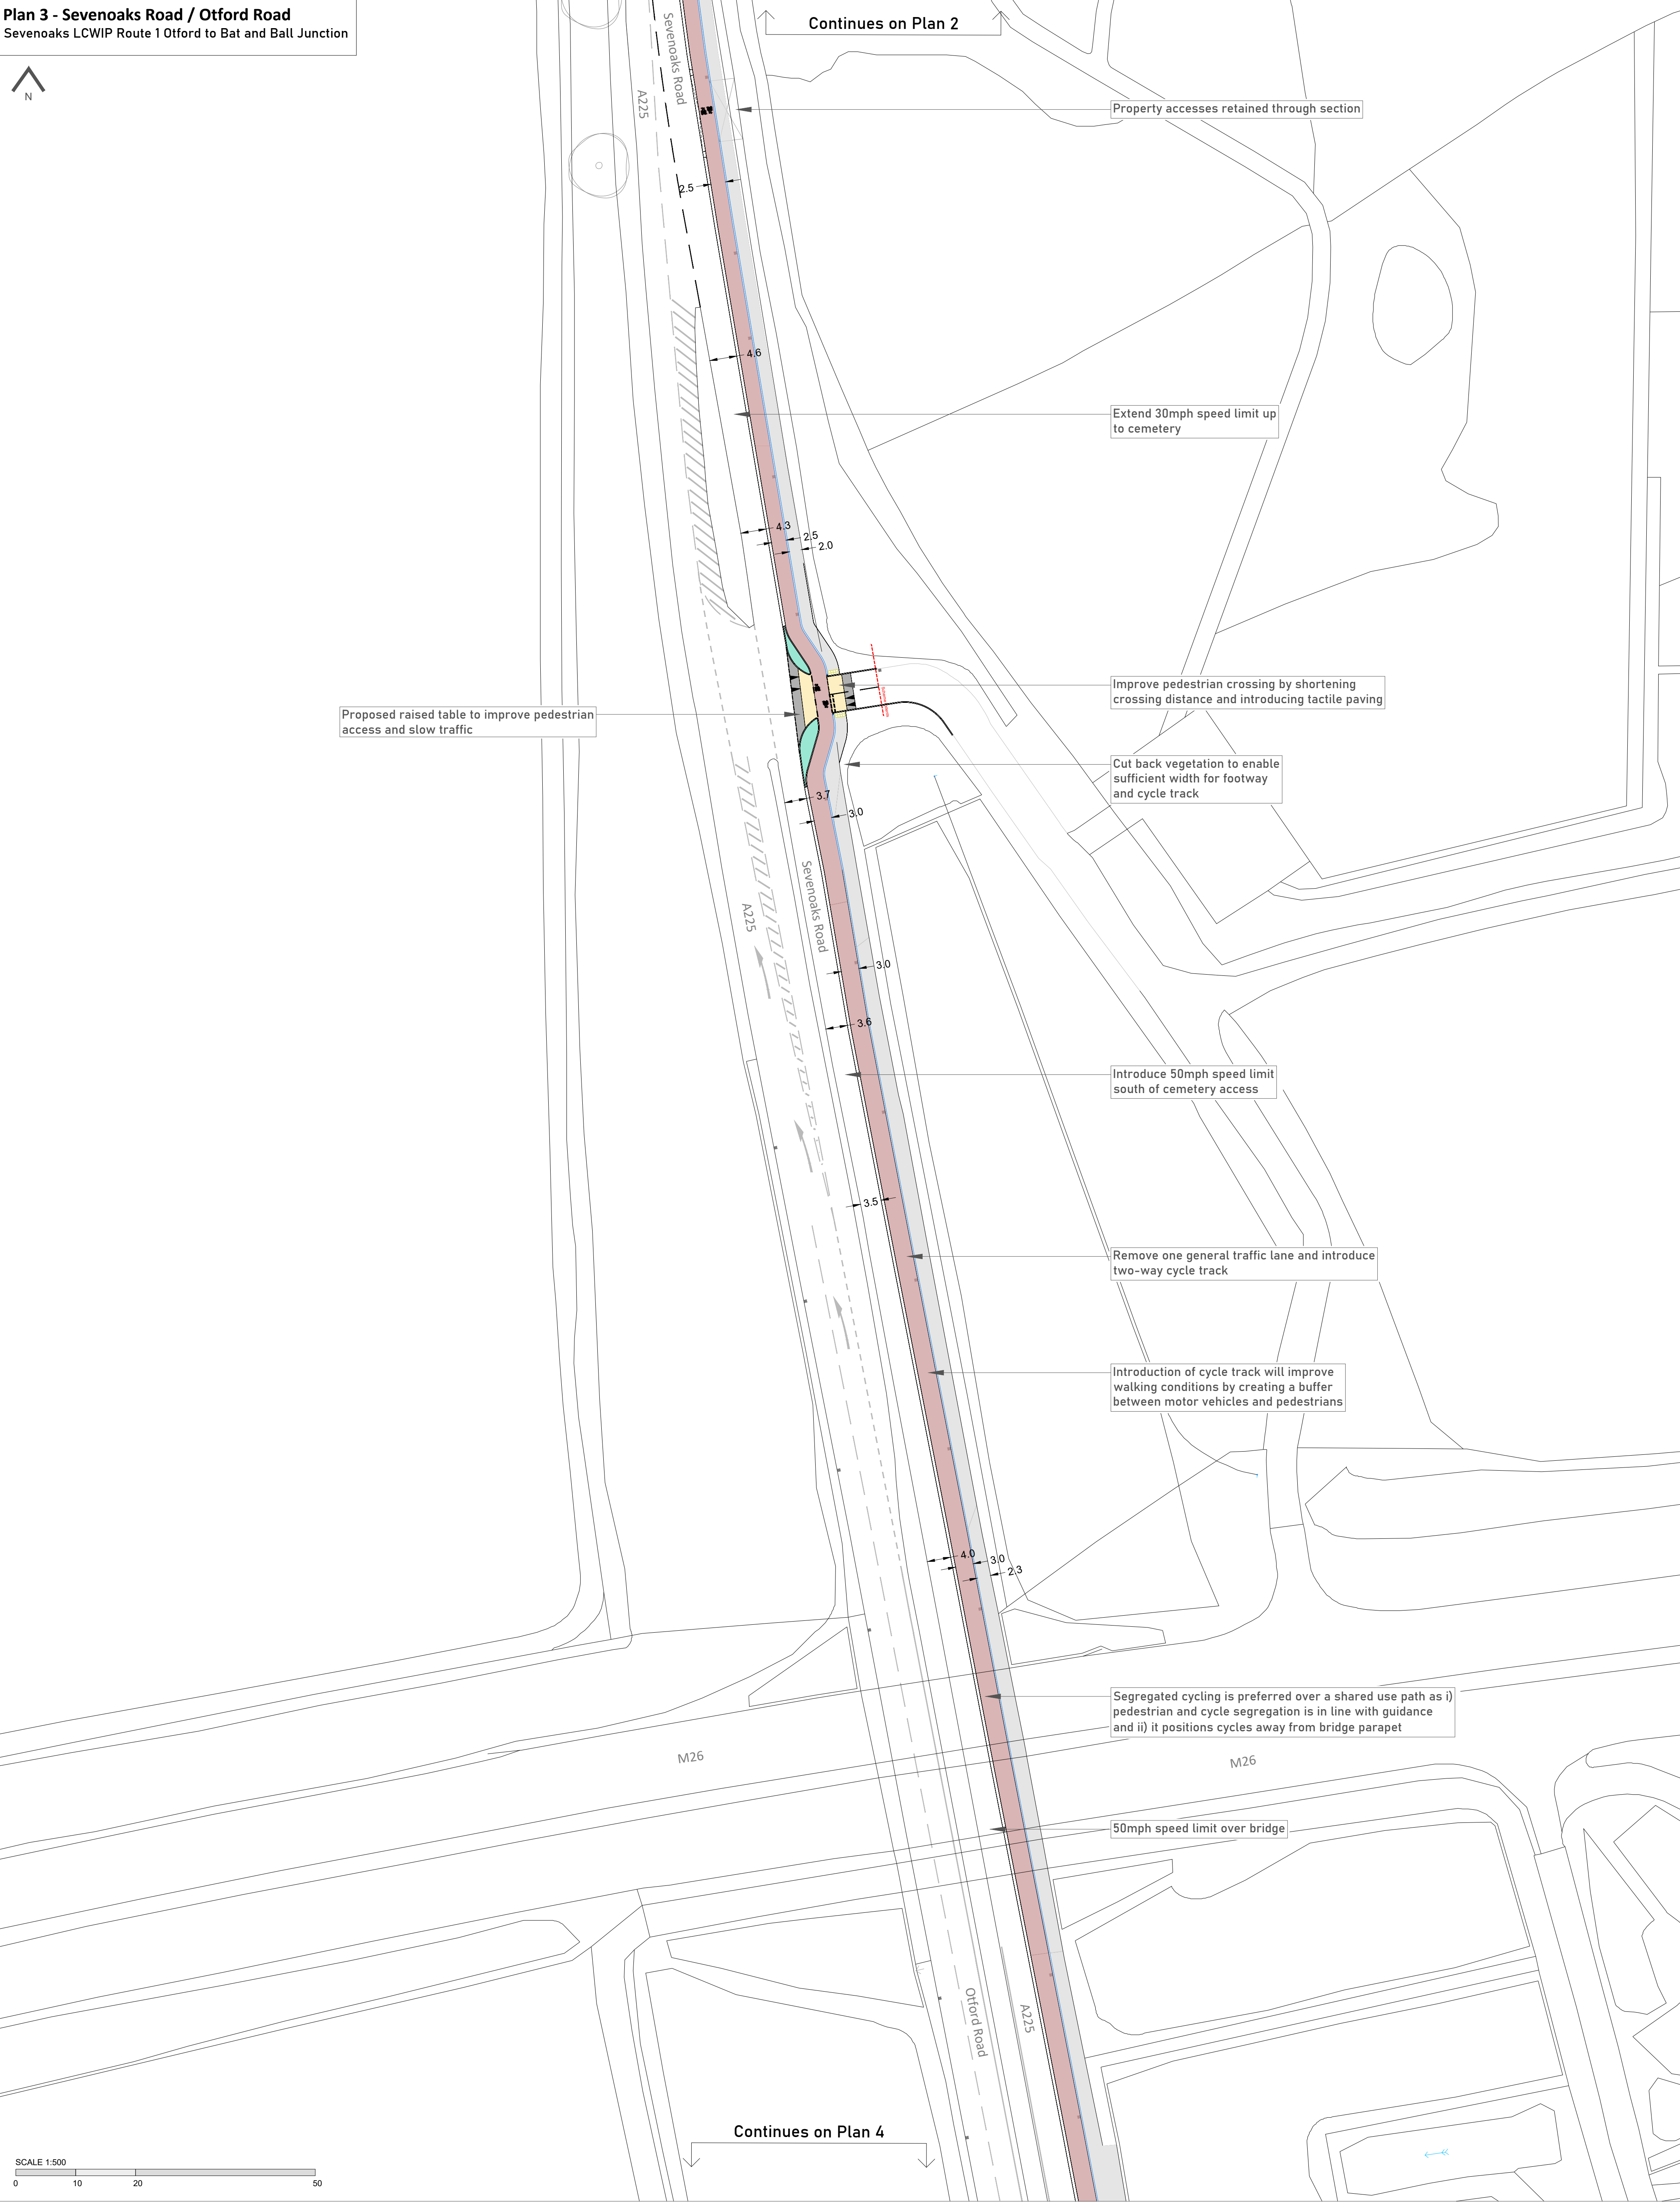 Plan 3 - Sevenoaks Road / Otford Road
Sevenoaks LCWIP Route 1 Otford to Bat and Ball Junction
N
Continues on Plan 2
Sevenoaks Road
A225
Property accesses retained through section
2.5
4.6
Extend 30mph speed limit up
to cemetery
4.3
2.5
2.0
Improve pedestrian crossing by shortening
crossing distance and introducing tactile paving
Proposed raised table to improve pedestrian
access and slow traffic
Cut back vegetation to enable
sufficient width for footway
and cycle track
3.7
3.0
Sevenoaks Road
A225
3.0
3.6
Introduce 50mph speed limit
south of cemetery access
3.5
Remove one general traffic lane and introduce
two-way cycle track
Introduction of cycle track will improve
walking conditions by creating a buffer
between motor vehicles and pedestrians
4.0
3.0
2.3
Segregated cycling is preferred over a shared use path as i)
pedestrian and cycle segregation is in line with guidance
and ii) it positions cycles away from bridge parapet
M26
M26
50mph speed limit over bridge
Otford Road
A225
Continues on Plan 4
SCALE 1:500
0 10 20 50